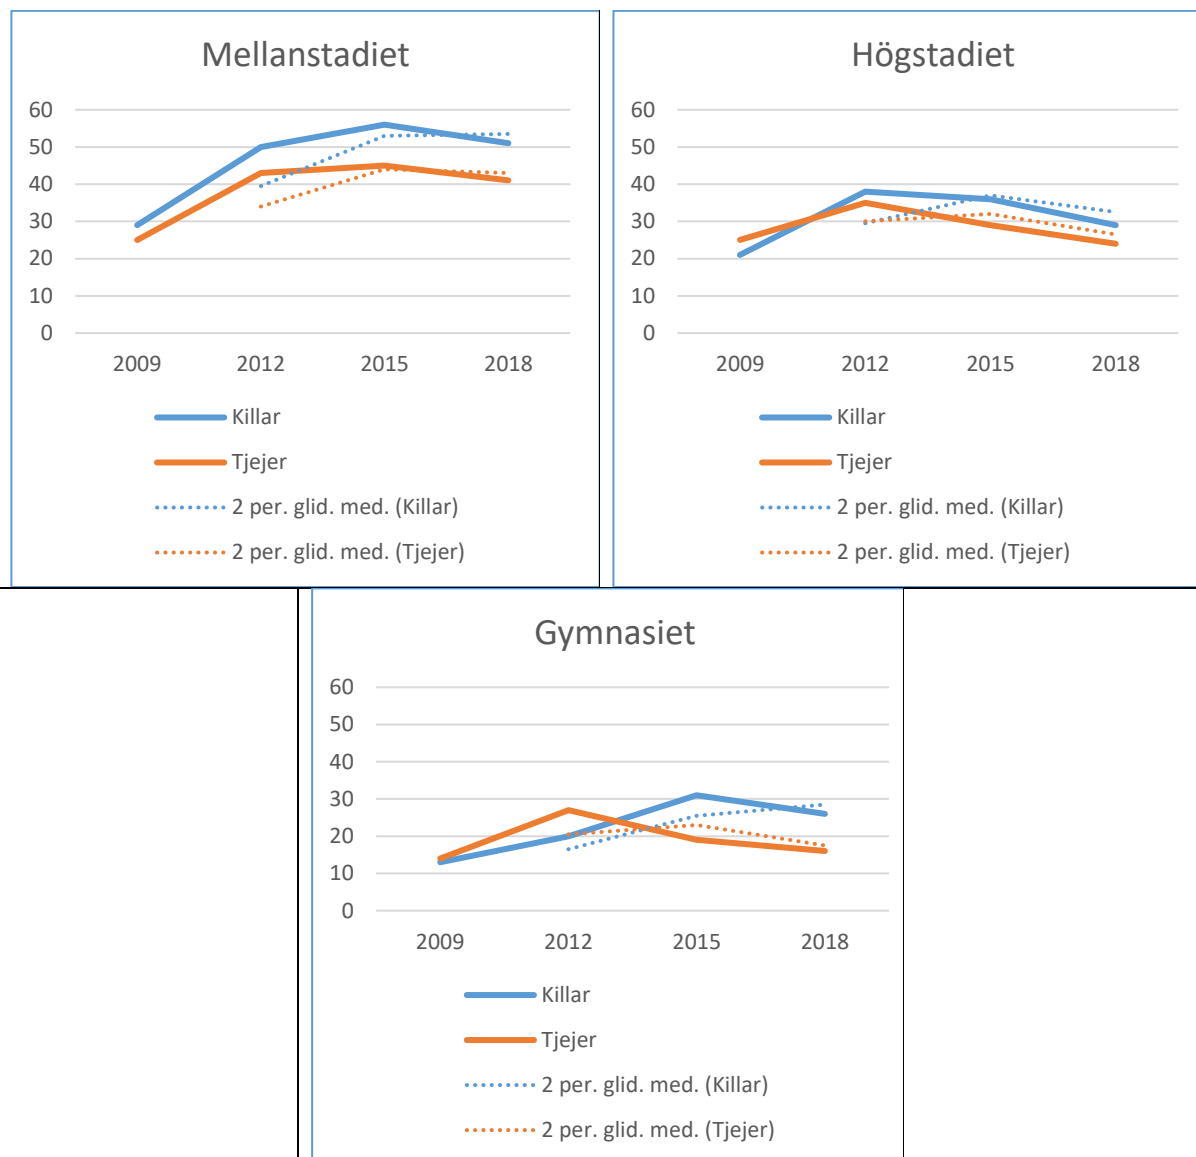 Mellanstadiet
60
50
40
30
20
10
0
2009 2012 2015 2018
Killar
Tjejer
2 per. glid. med. (Killar)
2 per. glid. med. (Tjejer)
Högstadiet
60
50
40
30
20
10
0
2009 2012 2015 2018
Killar
Tjejer
2 per. glid. med. (Killar)
2 per. glid. med. (Tjejer)
Gymnasiet
60
50
40
30
20
10
0
2009 2012 2015 2018
Killar
Tjejer
2 per. glid. med. (Killar)
2 per. glid. med. (Tjejer)